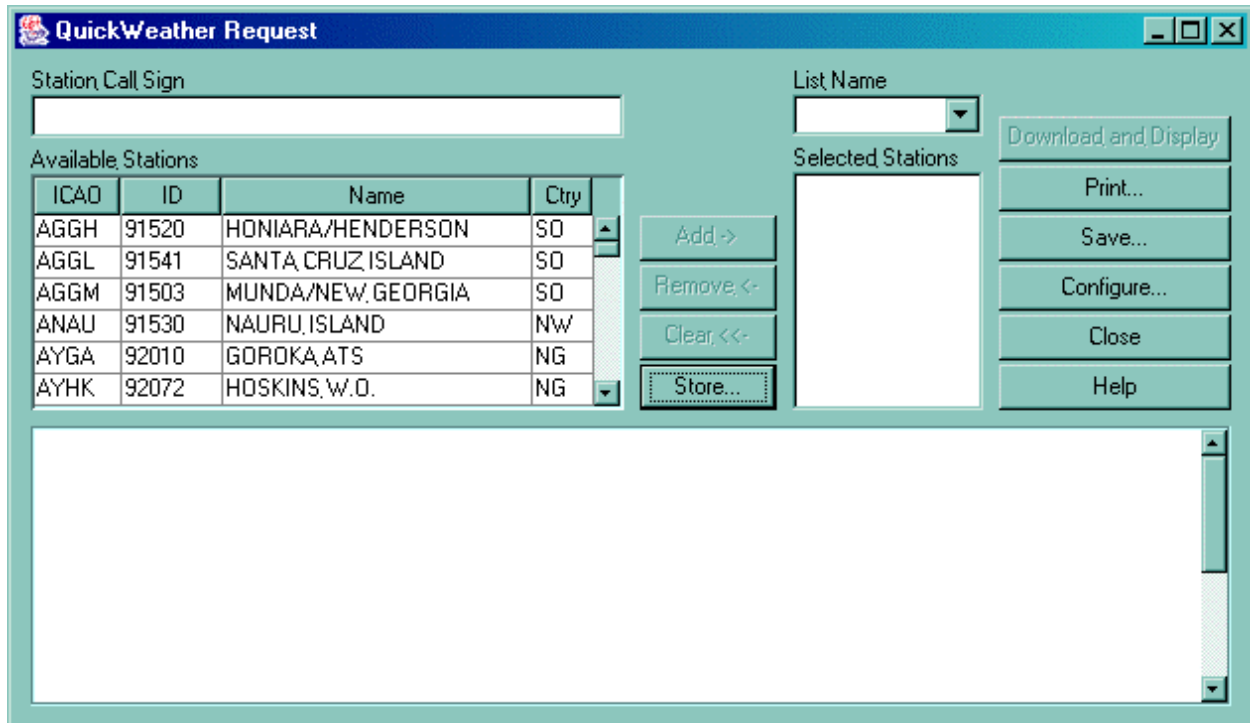 QuickWeather Request
Station Call Sign
List Name
Available Stations
Selected Stations
ICAO ID Name Ctry
AGGH 91520 HONIARA/HENDERSON SO
AGGL 91541 SANTA CRUZ ISLAND SO
AGGM 91503 MUNDA/NEW GEORGIA SO
ANAU 91530 NAURU ISLAND NW
AYGA 92010 GOROKA ATS NG
AYHK 92072 HOSKINS W.O. NG
Add ->
Remove <-
Clear <<-
Store...
Download and Display
Print...
Save...
Configure...
Close
Help